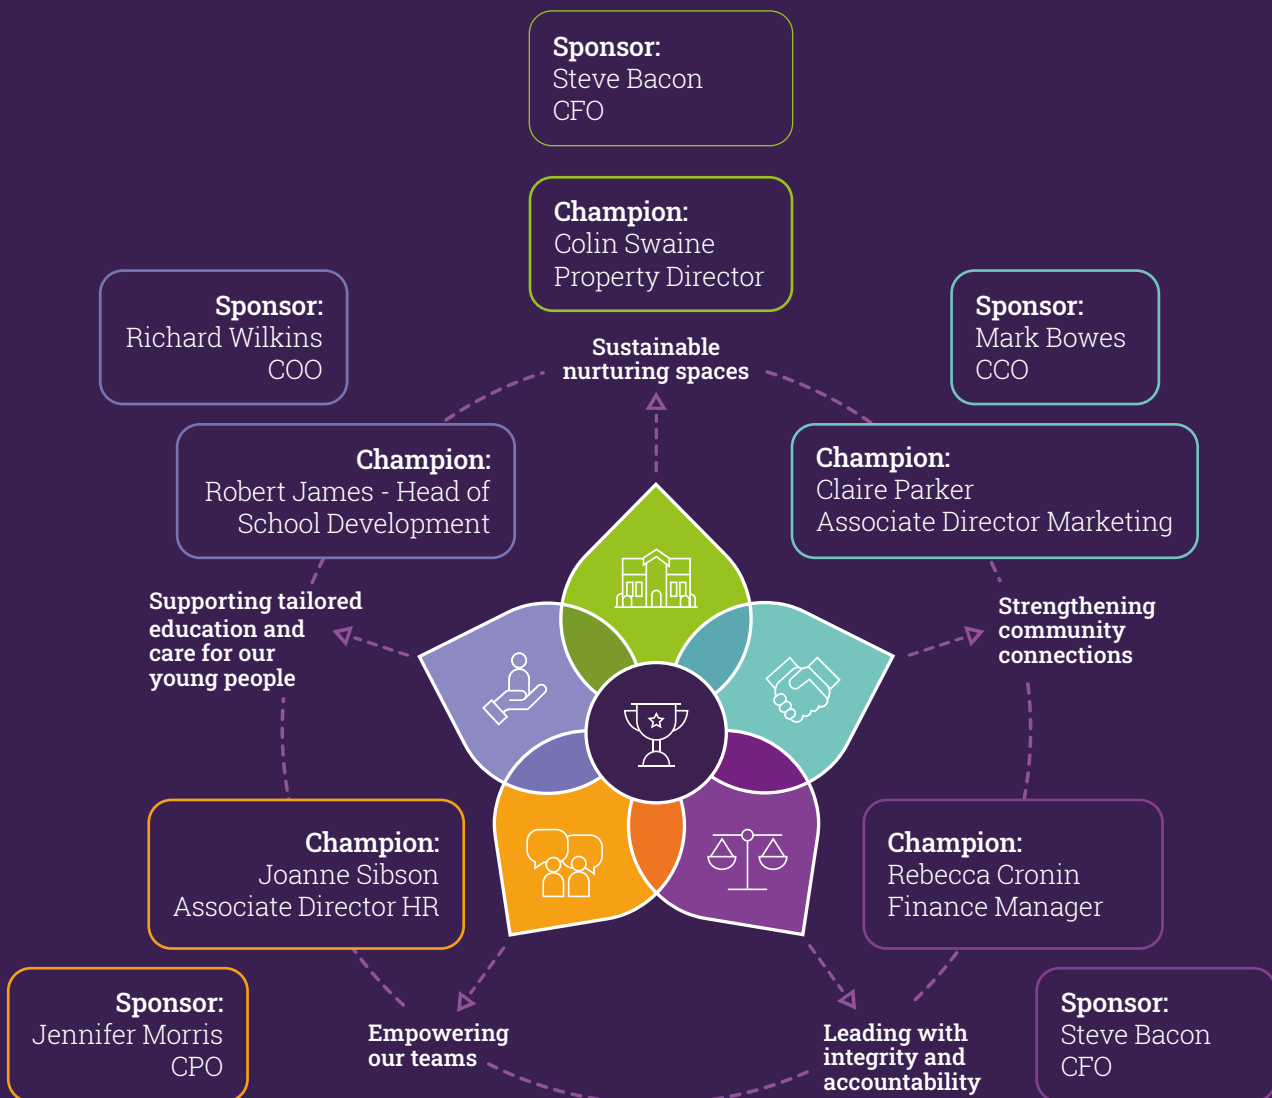 Sponsor:
Steve Bacon
CFO
Champion:
Colin Swaine
Property Director
Sponsor:
Richard Wilkins
COO
Sponsor:
Mark Bowes
CCO
Sustainable
nurturing spaces
Champion:
Robert James - Head of
School Development
Champion:
Claire Parker
Associate Director Marketing
Supporting tailored
education and
care for our
young people
Strengthening
community
connections
Champion:
Joanne Sibson
Associate Director HR
Champion:
Rebecca Cronin
Finance Manager
Sponsor:
Jennifer Morris
CPO
Empowering
our teams
Leading with
integrity and
accountability
Sponsor:
Steve Bacon
CFO